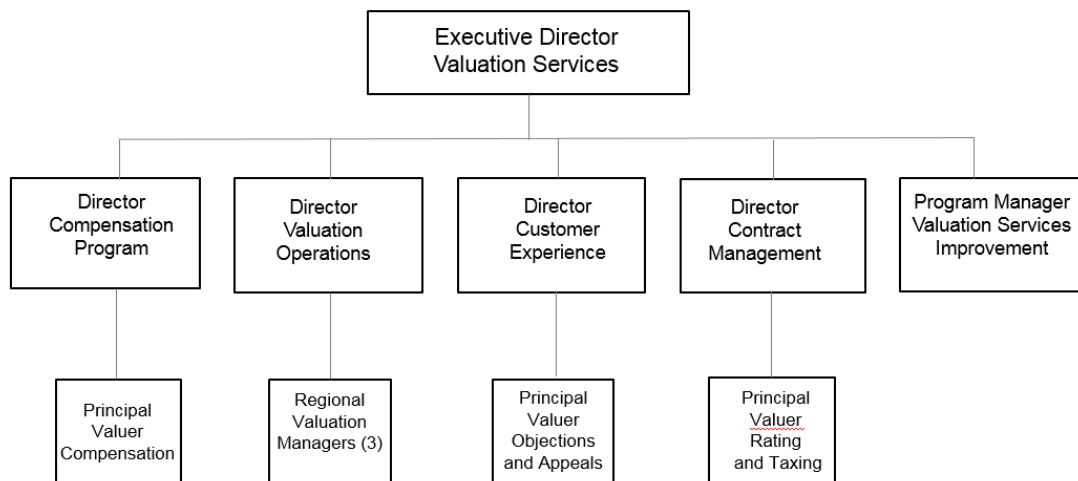 Executive Director
Valuation Services
Director
Compensation
Program
Director
Valuation
Operations
Director
Customer
Experience
Director
Contract
Management
Program Manager
Valuation Services
Improvement
Principal
Valuer
Compensation
Regional
Valuation
Managers (3)
Principal
Valuer
Objections
and Appeals
Principal
Valuer
Rating
and Taxing